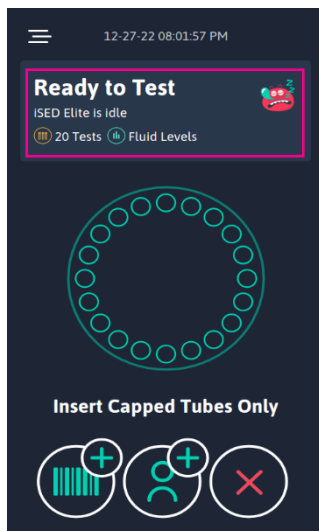 12-27-22 08:01:57 PM
Ready to Test
iSED Elite is idle
20 Tests Fluid Levels
Insert Capped Tubes Only